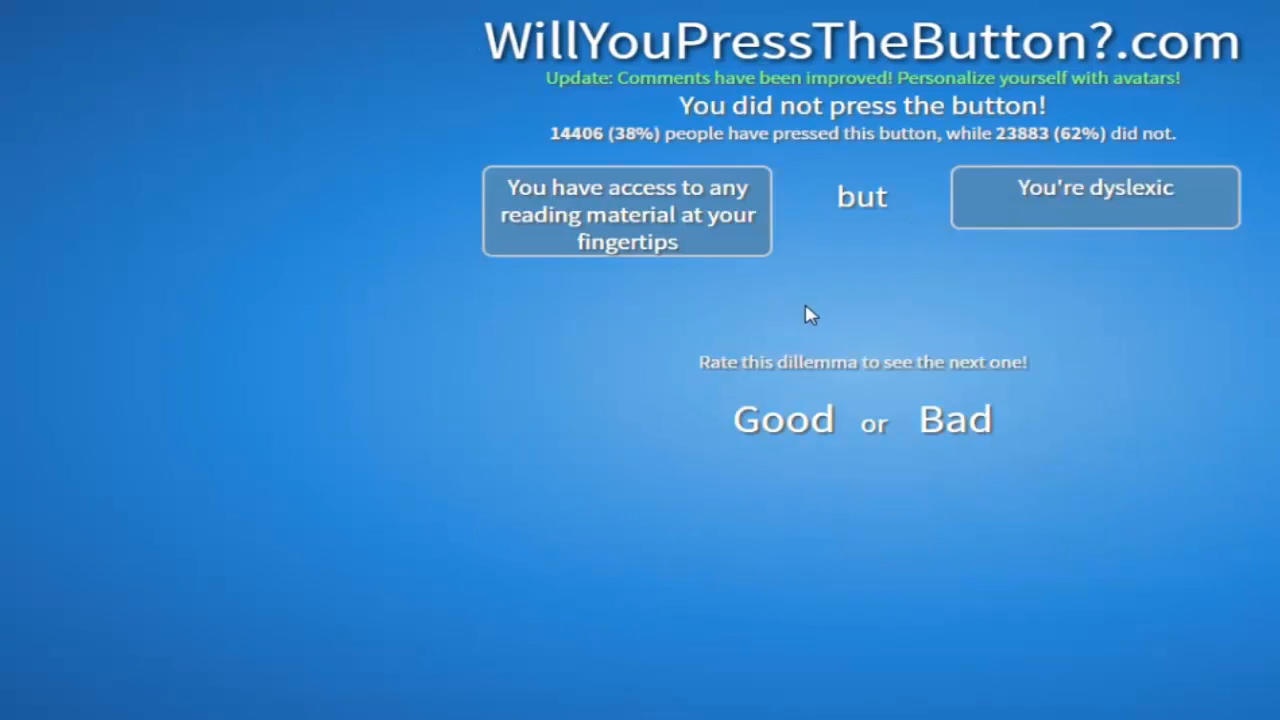 WillYouPressTheButton?.com
Update: Comments have been improved! Personalize yourself with avatars!
You did not press the button!
14406 (38%) people have pressed this button, while 23883 (62%) did not.
You have access to any
reading material at your
fingertips
but
You're dyslexic
Rate this dillemma to see the next one!
Good or Bad